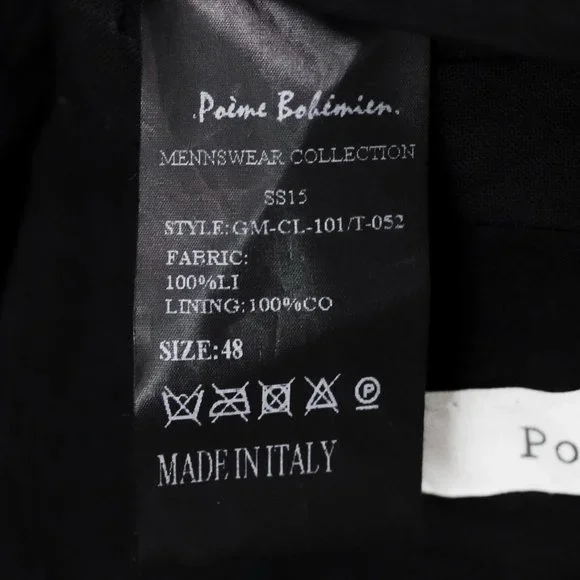 Poème Bohémien.
MENNSWEAR COLLECTION
SS15
STYLE:GM-CL-101/T-052
FABRIC:
100%LI
LINING:100%CO
SIZE:48
P
MADE IN ITALY
Po